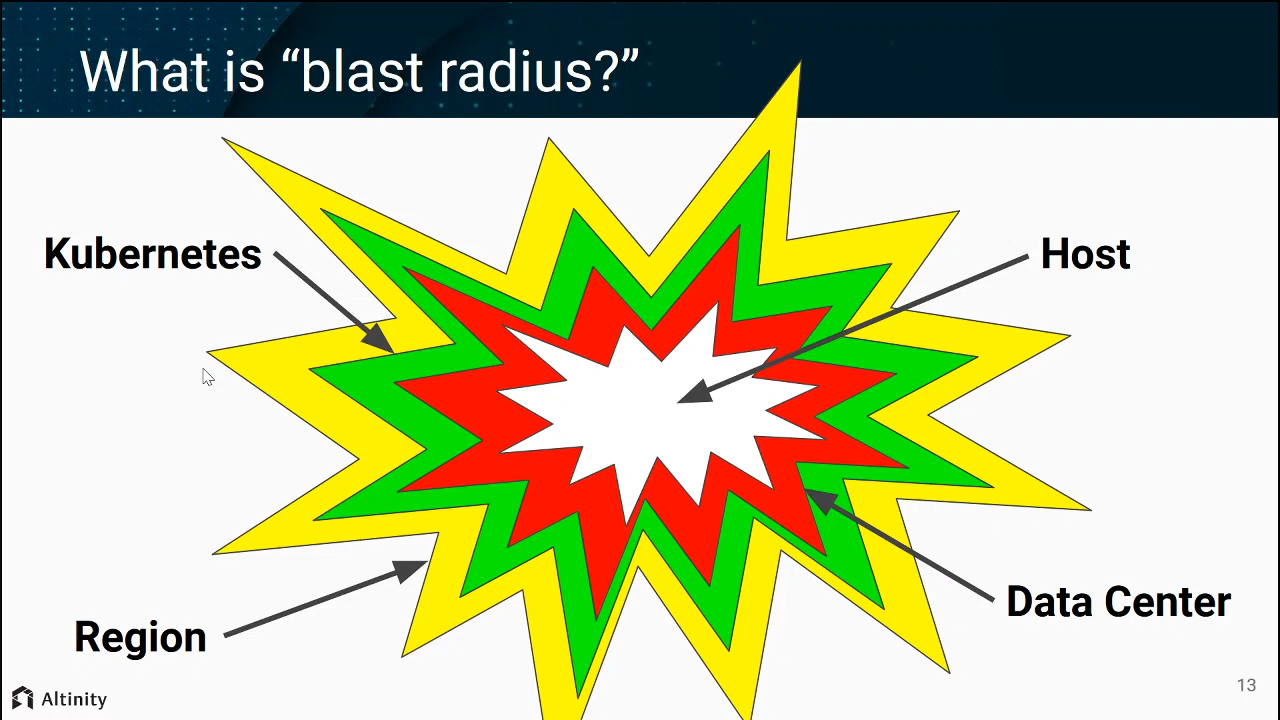 What is “blast radius?”
Kubernetes
Host
Data Center
Region
Altinity
13